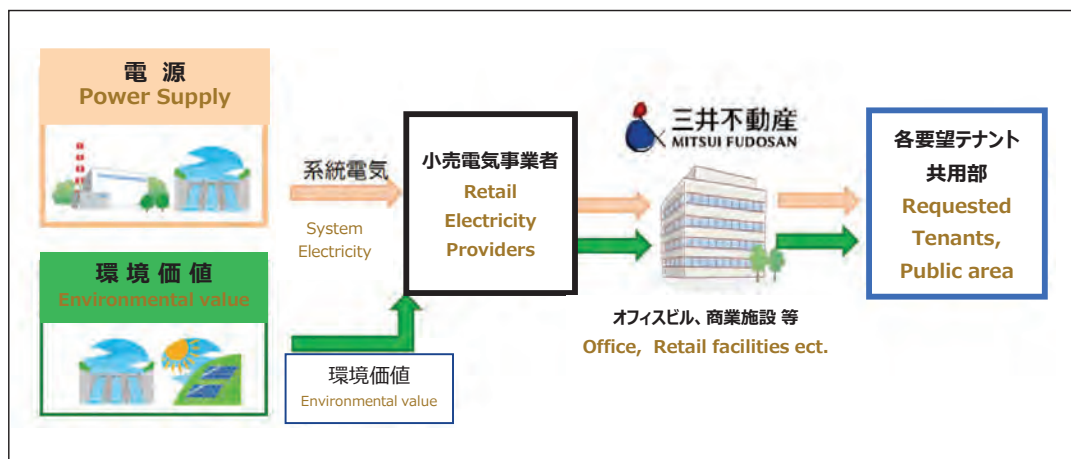 電 源
Power Supply
系統電気
System
Electricity
環 境 価 値
Environmental value
環境価値
Environmental value
小売電気事業者
Retail
Electricity
Providers
三井不動産
MITSUI FUDOSAN
オフィスビル、商業施設 等
Office, Retail facilities ect.
各要望テナント
共用部
Requested
Tenants,
Public area